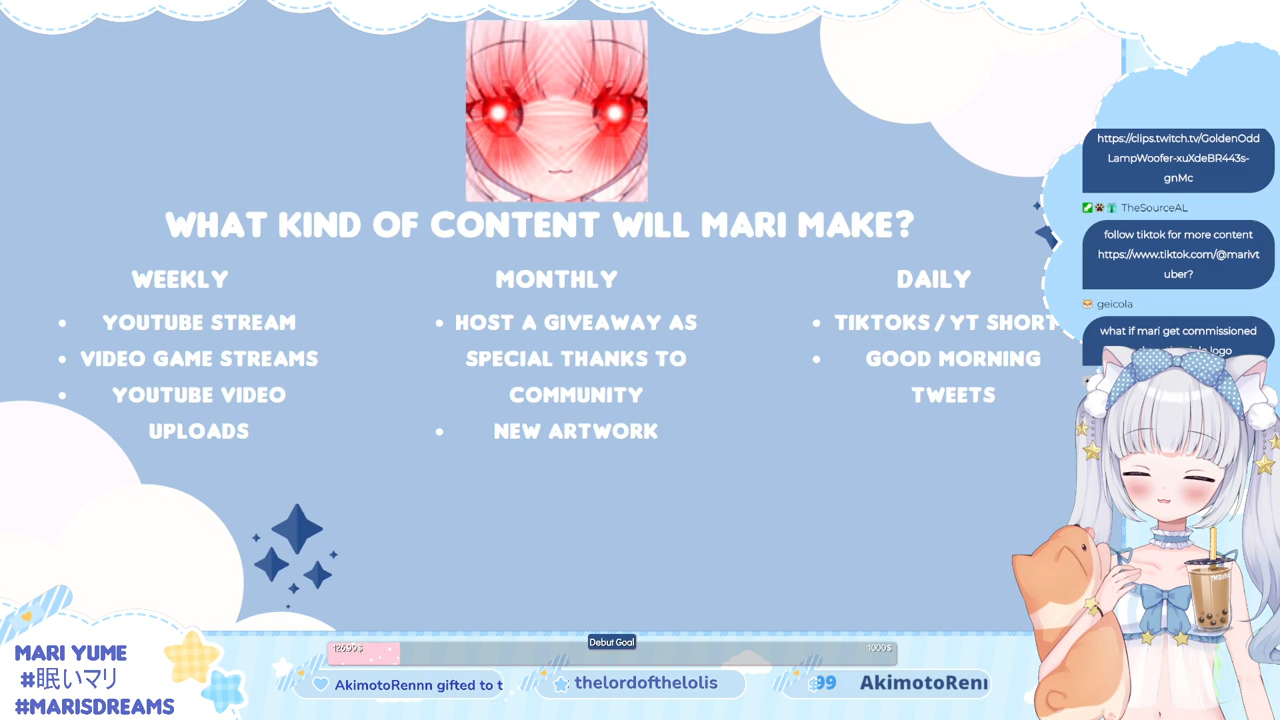 WHAT KIND OF CONTENT WILL MARI MAKE?
WEEKLY
• YOUTUBE STREAM
• VIDEO GAME STREAMS
• YOUTUBE VIDEO
UPLOADS
MONTHLY
• HOST A GIVEAWAY AS
SPECIAL THANKS TO
COMMUNITY
• NEW ARTWORK
DAILY
• TIKTOKS / YT SHORT
• GOOD MORNING
TWEETS
https://clips.twitch.tv/GoldenOdd
LampWoofer-xuXdeBR443s-
gnMc
TheSourceAL
follow tiktok for more content
https://www.tiktok.com/@marivt
uber?
geicola
what if mari get commissioned
logo
MARI YUME
#眠いマリ
#MARISDREAMS
Debut Goal
1000$
AkimotoRennn gifted to t
thelordofthelolis
99 AkimotoRenn